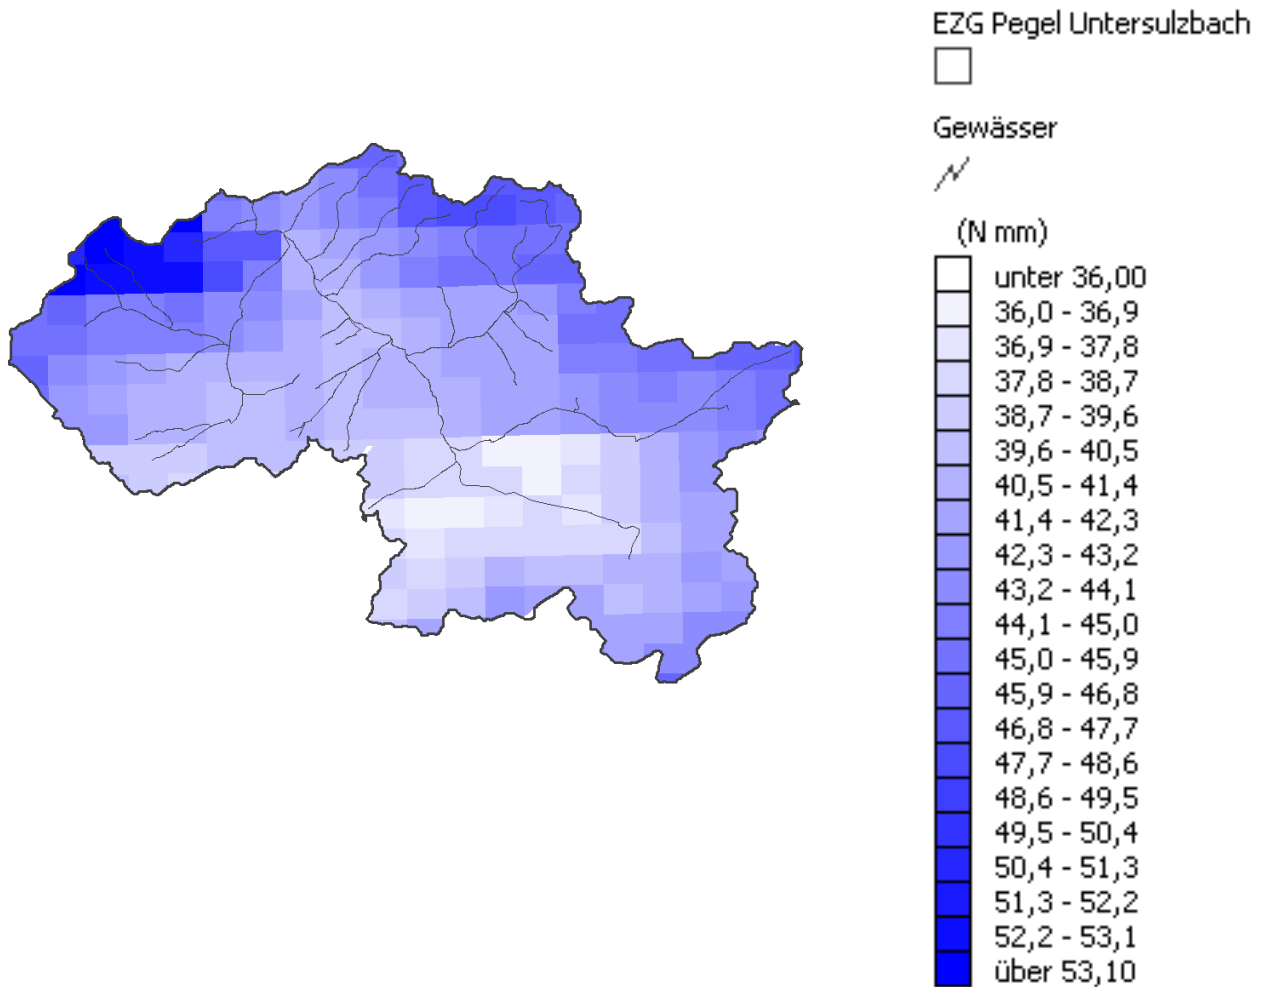 EZG Pegel Untersulzbach
Gewässer
(N mm)
unter 36,00
36,0 - 36,9
36,9 - 37,8
37,8 - 38,7
38,7 - 39,6
39,6 - 40,5
40,5 - 41,4
41,4 - 42,3
42,3 - 43,2
43,2 - 44,1
44,1 - 45,0
45,0 - 45,9
45,9 - 46,8
46,8 - 47,7
47,7 - 48,6
48,6 - 49,5
49,5 - 50,4
50,4 - 51,3
51,3 - 52,2
52,2 - 53,1
über 53,10